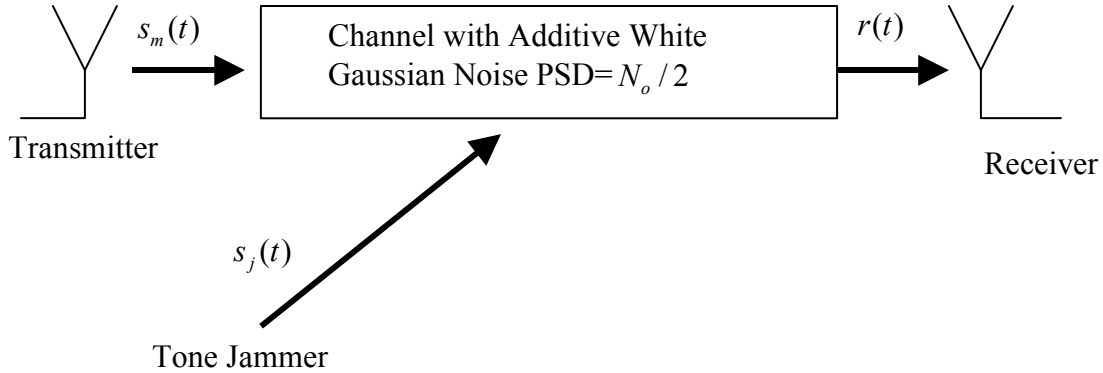 s_m(t)
Channel with Additive White
Gaussian Noise PSD= N_o / 2
r(t)
Transmitter
Receiver
s_j(t)
Tone Jammer